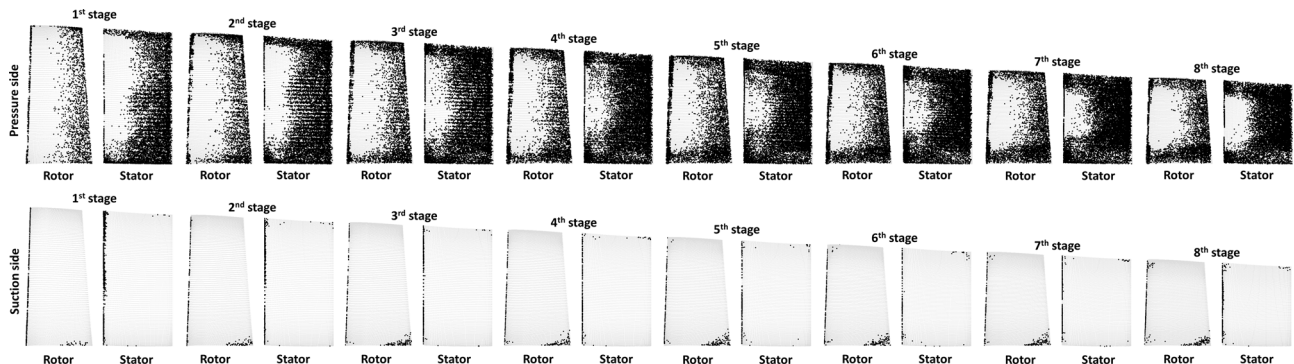 1st stage 2nd stage 3rd stage 4th stage 5th stage 6th stage 7th stage 8th stage
Pressure side
Rotor Stator Rotor Stator Rotor Stator Rotor Stator Rotor Stator Rotor Stator Rotor Stator Rotor Stator
1st stage 2nd stage 3rd stage 4th stage 5th stage 6th stage 7th stage 8th stage
Suction side
Rotor Stator Rotor Stator Rotor Stator Rotor Stator Rotor Stator Rotor Stator Rotor Stator Rotor Stator